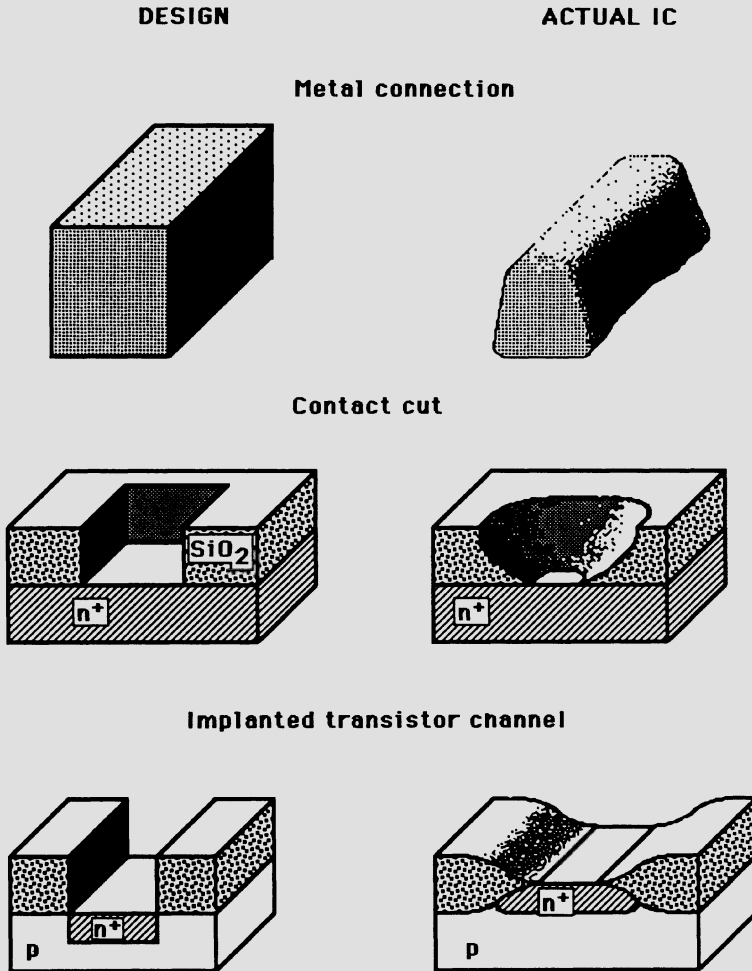 DESIGN ACTUAL IC
Metal connection
Contact cut
SiO2
n+ n+
Implanted transistor channel
n+ n+
p p